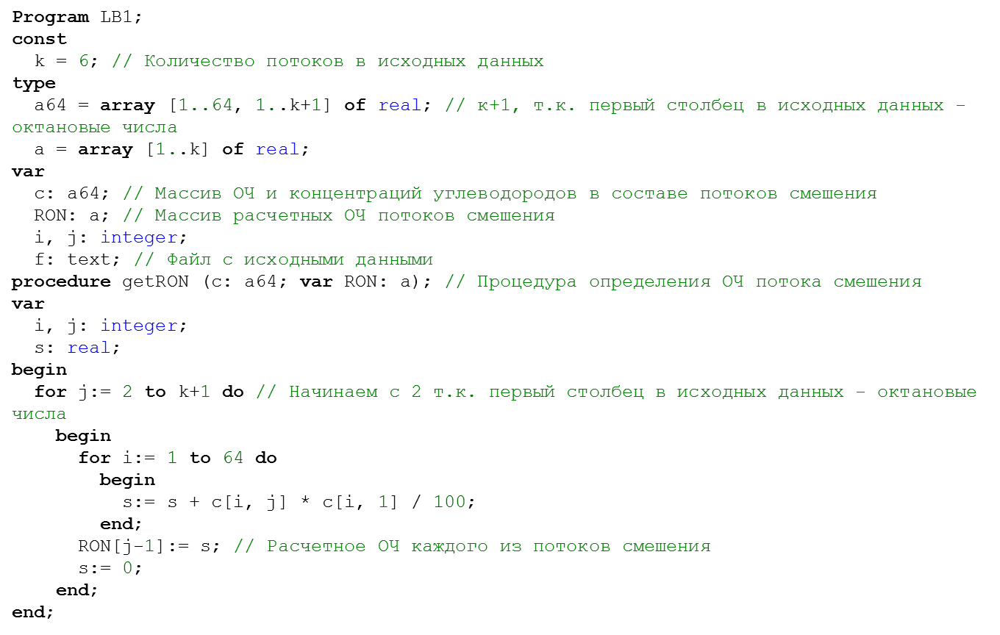 Program LB1;
const
  k = 6; // Количество потоков в исходных данных
type
  a64 = array [1..64, 1..k+1] of real; // к+1, т.к. первый столбец в исходных данных –
октановые числа
  a = array [1..k] of real;
var
  c: a64; // Массив ОЧ и концентраций углеводородов в составе потоков смешения
  RON: a; // Массив расчетных ОЧ потоков смешения
  i, j: integer;
  f: text; // Файл с исходными данными
procedure getRON (c: a64; var RON: a); // Процедура определения ОЧ потока смешения
var
  i, j: integer;
  s: real;
begin
  for j:= 2 to k+1 do // Начинаем с 2 т.к. первый столбец в исходных данных – октановые
числа
    begin
      for i:= 1 to 64 do
        begin
          s:= s + c[i, j] * c[i, 1] / 100;
        end;
      RON[j-1]:= s; // Расчетное ОЧ каждого из потоков смешения
      s:= 0;
    end;
end;